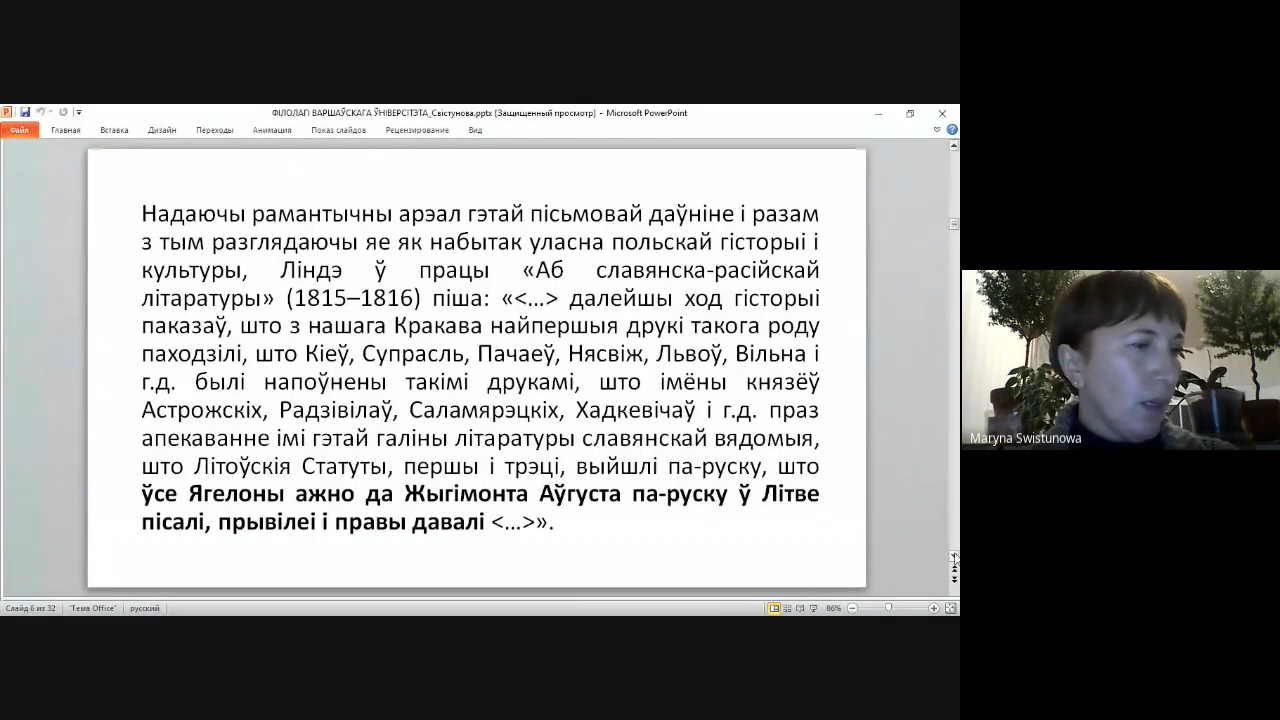 ФІЛОЛАГІ ВАРШАЎСКАГА ЎНІВЕРСІТЭТА_Свістунова.pptx [Защищенный просмотр] - Microsoft PowerPoint
Файл Главная Вставка Дизайн Переходы Анимация Показ слайдов Рецензирование Вид
Надаючы рамантычны арэал гэтай пісьмовай даўніне і разам
з тым разглядаючы яе як набытак уласна польскай гісторыі і
культуры, Ліндэ ў працы «Аб славянска-расійскай
літаратуры» (1815–1816) піша: «<…> далейшы ход гісторыі
паказаў, што з нашага Кракава найпершыя друкі такога роду
паходзілі, што Кіеў, Супрасль, Пачаеў, Нясвіж, Львоў, Вільна і
г.д. былі напоўнены такімі друкамі, што імёны князёў
Астрожскіх, Радзівілаў, Саламярэцкіх, Хадкевічаў і г.д. праз
апекаванне імі гэтай галіны літаратуры славянскай вядомыя,
што Літоўскія Статуты, першы і трэці, выйшлі па-руску, што
ўсе Ягелоны ажно да Жыгімонта Аўгуста па-руску ў Літве
пісалі, прывілеі і правы давалі <…>».
Maryna Swistunowa
Слайд 6 из 32 "Тема Office" русский 86%